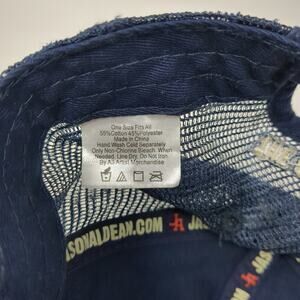 One Size Fits All
55%Cotton 45%Polyester
Made in China
Hand Wash Cold Separately
Only Non-Chlorine Bleach. When
Needed. Line Dry. Do Not Iron
By A3 Artist Merchandise
JASONALDEAN.COM JAS